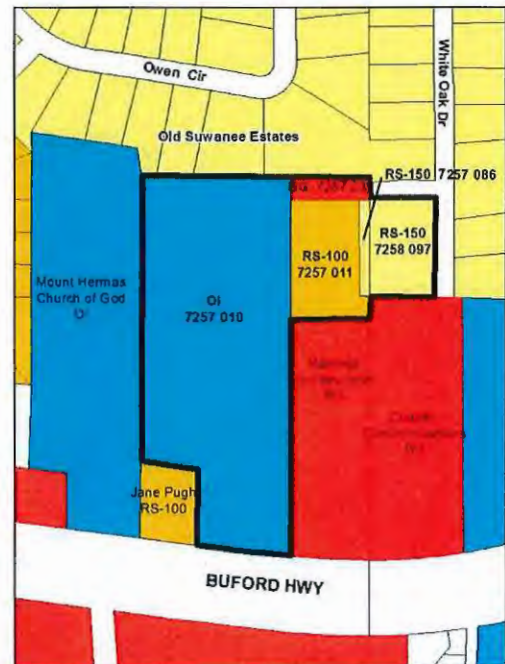 Owen Cir
White Oak Dr
Old Suwanee Estates
RS-150 7257 086
RS-150
7258 097
RS-100
7257 011
OI
7257 010
Mount Hermas
Church of God
OI
Jane Pugh
RS-100
BUFORD HWY